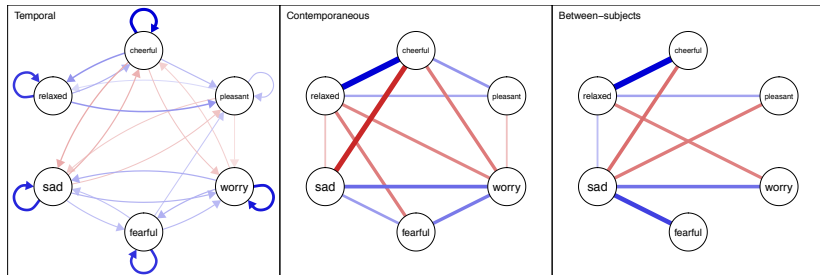 Temporal
cheerful
relaxed
pleasant
sad
worry
fearful
Contemporaneous
cheerful
relaxed
pleasant
sad
worry
fearful
Between-subjects
cheerful
relaxed
pleasant
sad
worry
fearful